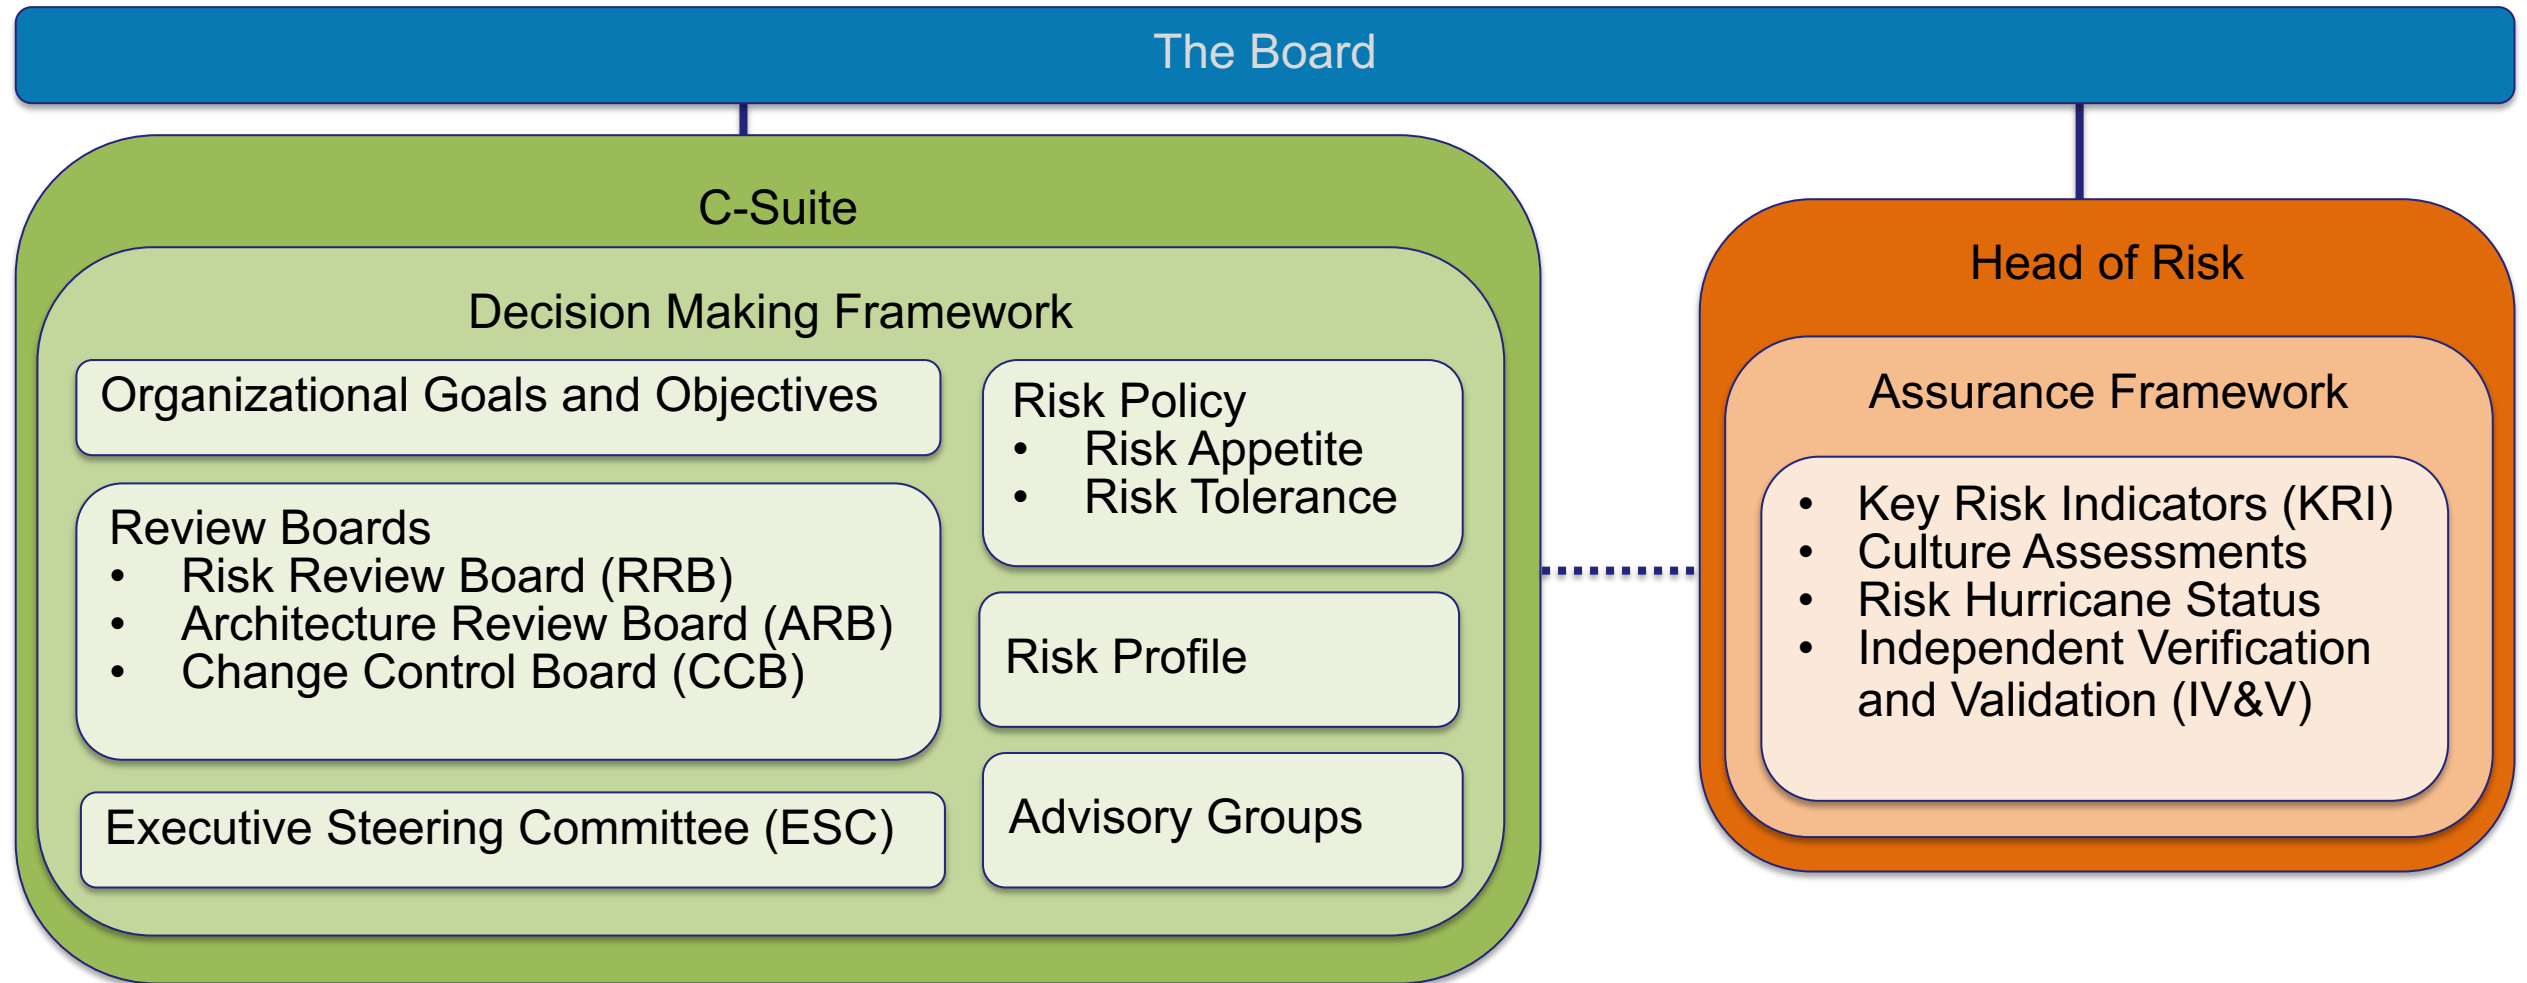 The Board
C-Suite
Decision Making Framework
Organizational Goals and Objectives
Review Boards
• Risk Review Board (RRB)
• Architecture Review Board (ARB)
• Change Control Board (CCB)
Executive Steering Committee (ESC)
Risk Policy
• Risk Appetite
• Risk Tolerance
Risk Profile
Advisory Groups
Head of Risk
Assurance Framework
• Key Risk Indicators (KRI)
• Culture Assessments
• Risk Hurricane Status
• Independent Verification
and Validation (IV&V)